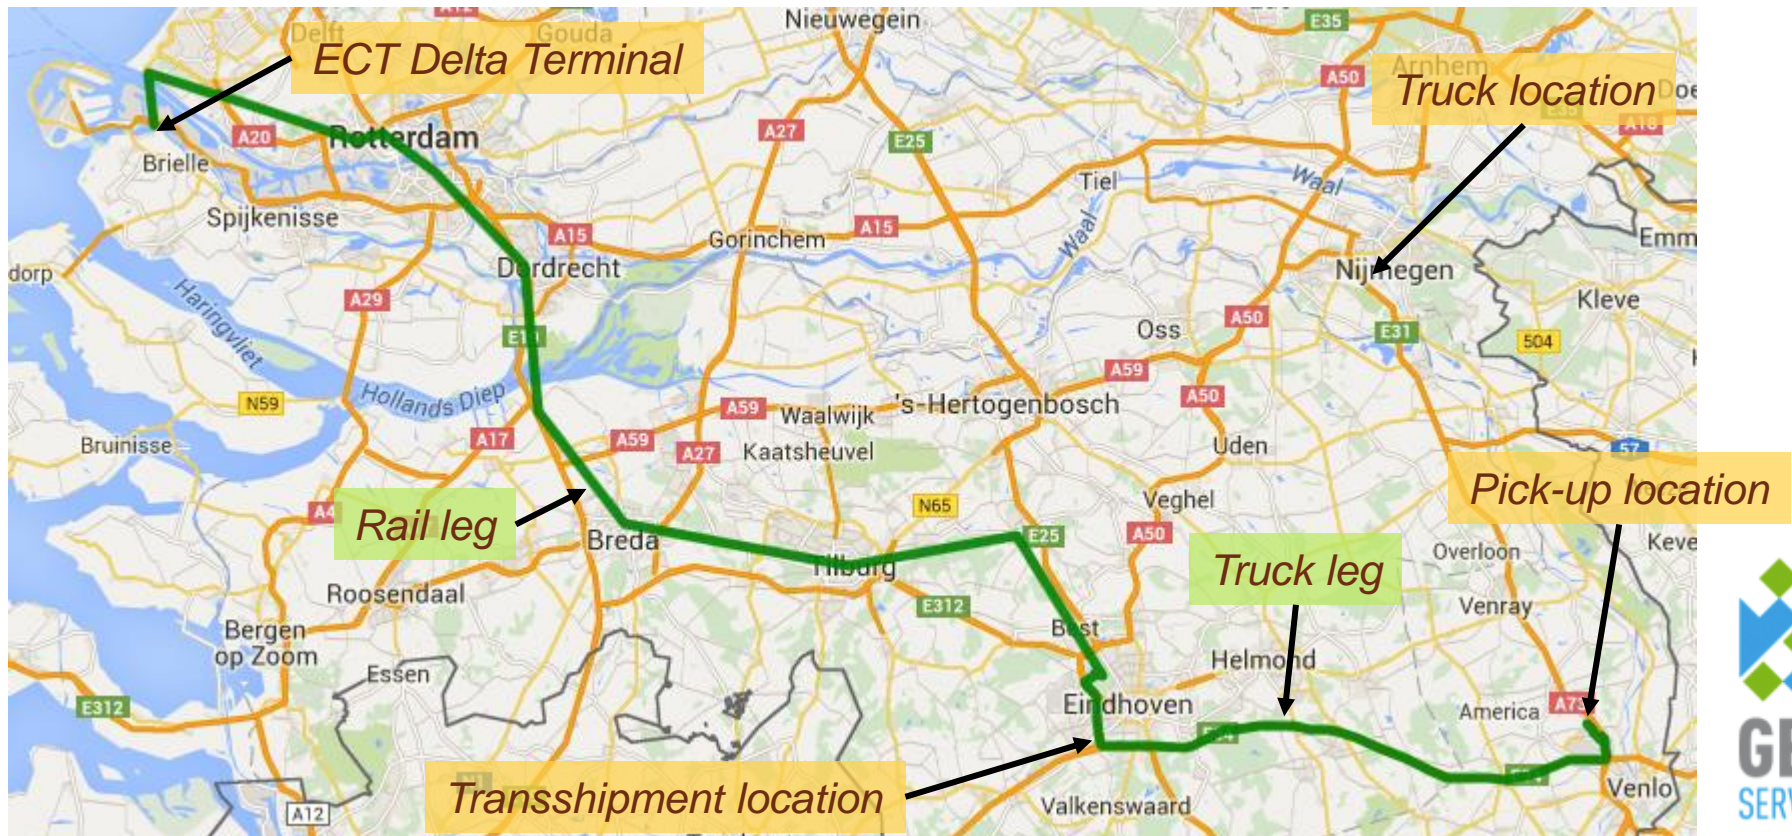 A12
Delft
Gouda
Nieuwegein
E35
ECT Delta Terminal
A50
Arnhem
Truck location
A18
A20
Rotterdam
A27
E25
Brielle
Tiel
Waal
Spijkenisse
A15
Gorinchem
A15
Waal
dorp
Dordrecht
Nijmegen
Haringvliet
A29
Kleve
A50
Oss
E31
504
Hollands Diep
N59
A59
A59
A50
Waalwijk
's-Hertogenbosch
Bruinisse
A17
A59
A27
Kaatsheuvel
Uden
57
Pick-up location
Rail leg
N65
Veghel
Breda
E25
A50
Overloon
Tilburg
Truck leg
Roosendaal
E312
Venray
Bergen
op Zoom
Best
Helmond
Essen
E312
Eindhoven
America
A73
Transshipment location
Valkenswaard
Venlo
A12